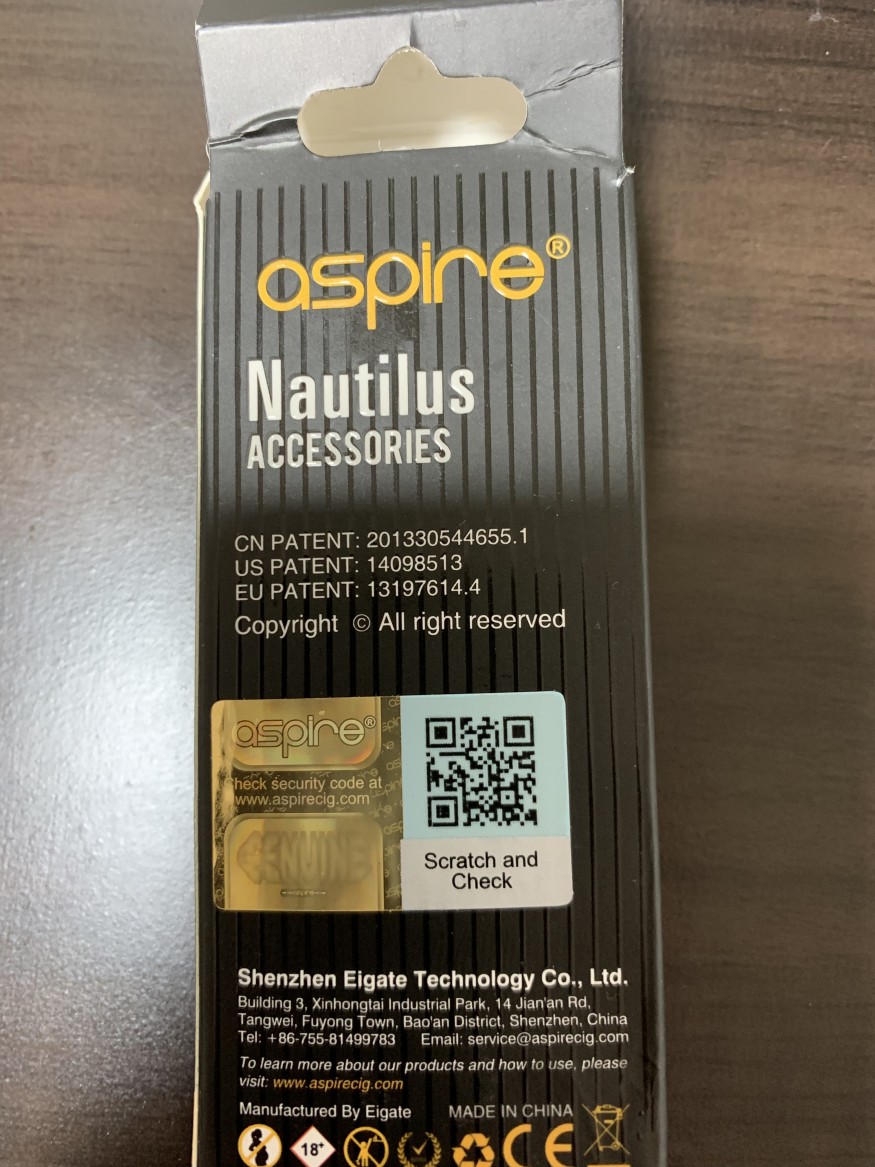 aspire®
Nautilus
ACCESSORIES
CN PATENT: 201330544655.1
US PATENT: 14098513
EU PATENT: 13197614.4
Copyright © All right reserved
aspire®
Check security code at
www.aspirecig.com
GENUINE
Scratch and
Check
Shenzhen Eigate Technology Co., Ltd.
Building 3, Xinhongtai Industrial Park, 14 Jian'an Rd,
Tangwei, Fuyong Town, Bao'an District, Shenzhen, China
Tel: +86-755-81499783 Email: service@aspirecig.com
To learn more about our products and how to use, please
visit: www.aspirecig.com
Manufactured By Eigate MADE IN CHINA
18+ CE